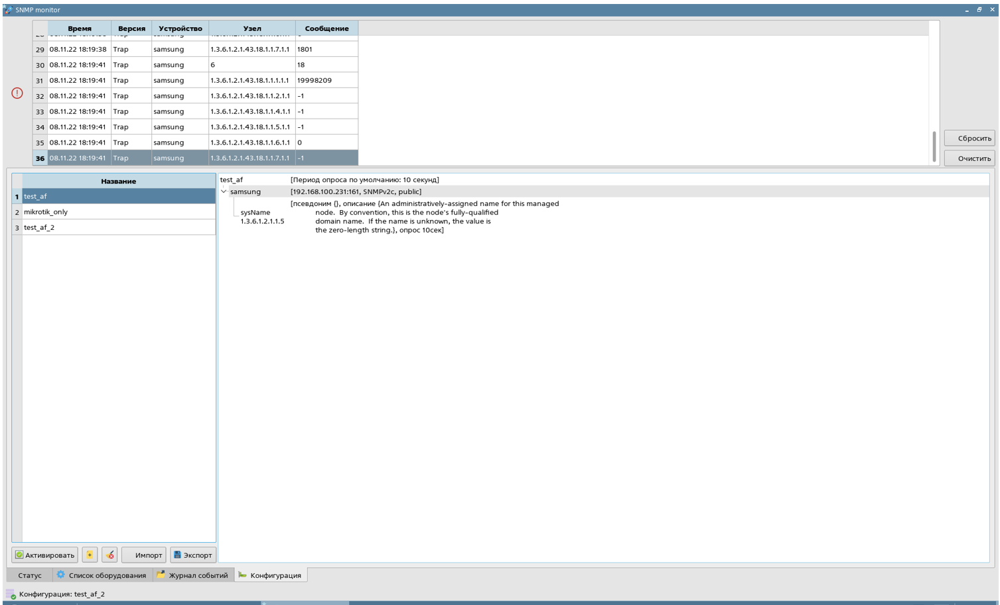 SNMP monitor
Время Версия Устройство Узел Сообщение
29 08.11.22 18:19:38 Trap samsung 1.3.6.1.2.1.43.18.1.1.7.1.1 1801
30 08.11.22 18:19:41 Trap samsung 6 18
31 08.11.22 18:19:41 Trap samsung 1.3.6.1.2.1.43.18.1.1.1.1.1 19998209
32 08.11.22 18:19:41 Trap samsung 1.3.6.1.2.1.43.18.1.1.2.1.1 -1
33 08.11.22 18:19:41 Trap samsung 1.3.6.1.2.1.43.18.1.1.4.1.1 -1
34 08.11.22 18:19:41 Trap samsung 1.3.6.1.2.1.43.18.1.1.5.1.1 -1
35 08.11.22 18:19:41 Trap samsung 1.3.6.1.2.1.43.18.1.1.6.1.1 0
36 08.11.22 18:19:41 Trap samsung 1.3.6.1.2.1.43.18.1.1.7.1.1 -1
Сбросить
Очистить
Название
1 test_af
2 mikrotik_only
3 test_af_2
test_af [Период опроса по умолчанию: 10 секунд]
samsung [192.168.100.231:161, SNMPv2c, public]
[псевдоним {}, описание {An administratively-assigned name for this managed
sysName node. By convention, this is the node's fully-qualified
1.3.6.1.2.1.1.5 domain name. If the name is unknown, the value is
the zero-length string.}, опрос 10сек]
Активировать Импорт Экспорт
Статус Список оборудования Журнал событий Конфигурация
Конфигурация: test_af_2